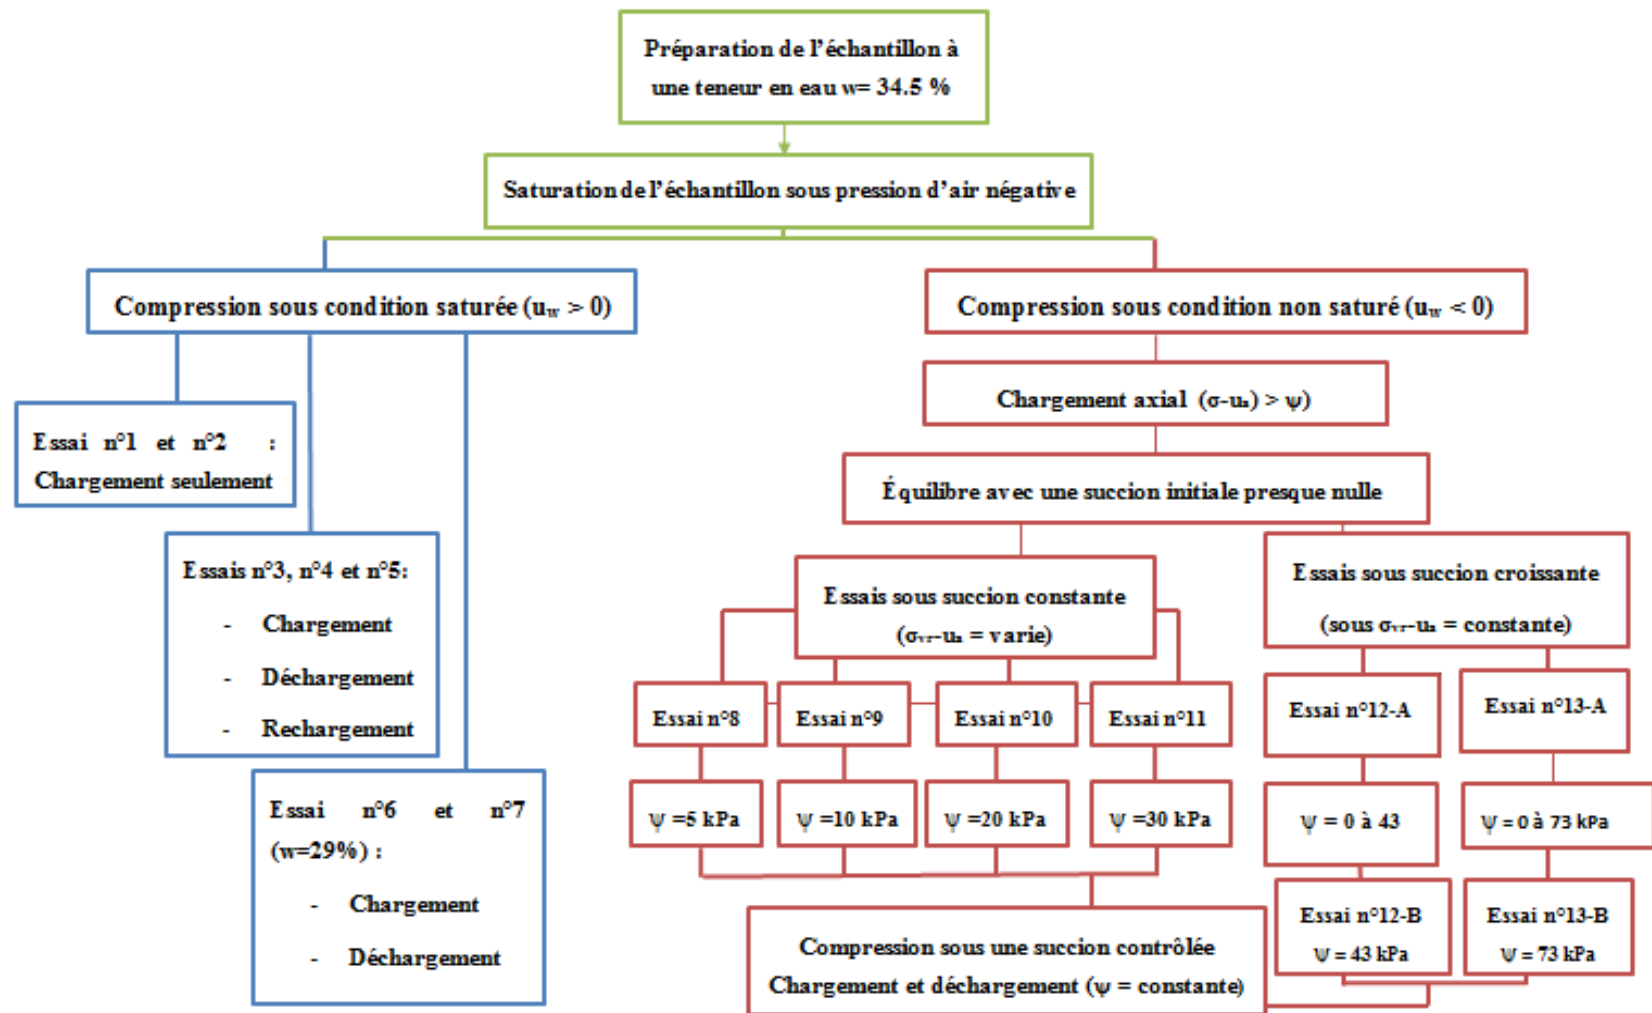 Préparation de l’échantillon à
une teneur en eau w= 34.5 %
Saturation de l’échantillon sous pression d’air négative
Compression sous condition saturée (uw > 0)
Compression sous condition non saturé (uw < 0)
Chargement axial (σ-ua) > ψ)
Essai n°1 et n°2 :
Chargement seulement
Équilibre avec une succion initiale presque nulle
Essais n°3, n°4 et n°5:
- Chargement
- Déchargement
- Rechargement
Essais sous succion constante
(σvr-ua = varie)
Essais sous succion croissante
(sous σvr-ua = constante)
Essai n°8
Essai n°9
Essai n°10
Essai n°11
Essai n°12-A
Essai n°13-A
Essai n°6 et n°7
(w=29%) :
- Chargement
- Déchargement
ψ =5 kPa
ψ =10 kPa
ψ =20 kPa
ψ =30 kPa
ψ = 0 à 43
ψ = 0 à 73 kPa
Essai n°12-B
ψ = 43 kPa
Essai n°13-B
ψ = 73 kPa
Compression sous une succion contrôlée
Chargement et déchargement (ψ = constante)